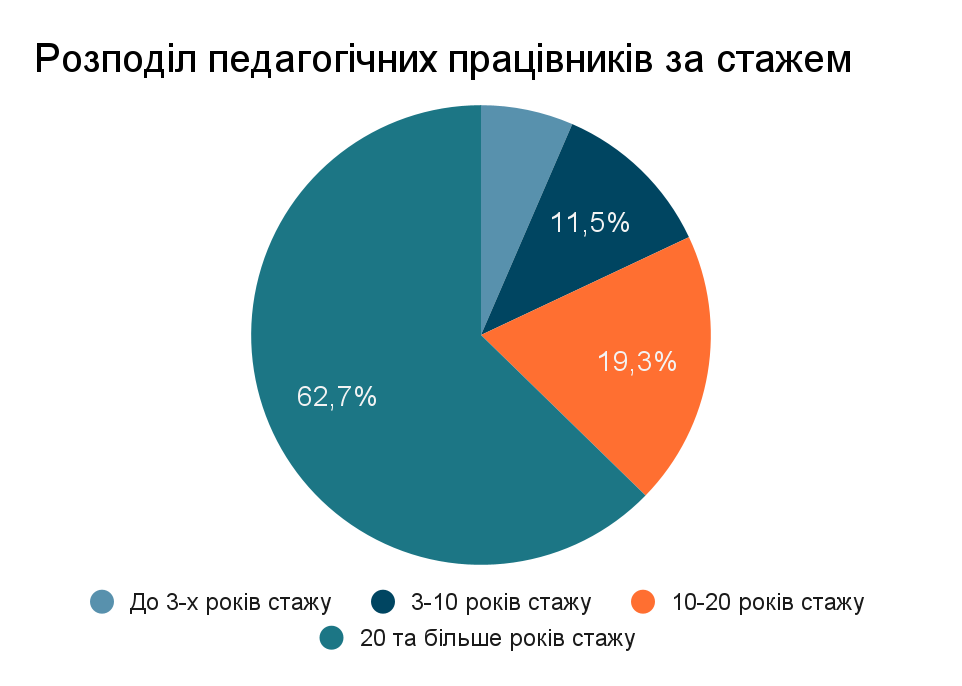 Розподіл педагогічних працівників за стажем
11,5%
19,3%
62,7%
До 3-х років стажу
3-10 років стажу
10-20 років стажу
20 та більше років стажу